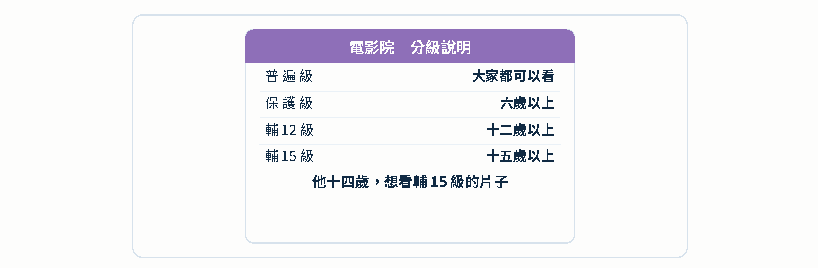 電影院　分級說明
普遍級　大家都可以看
保護級　六歲以上
輔12級　十二歲以上
輔15級　十五歲以上
他十四歲，想看輔15級的片子